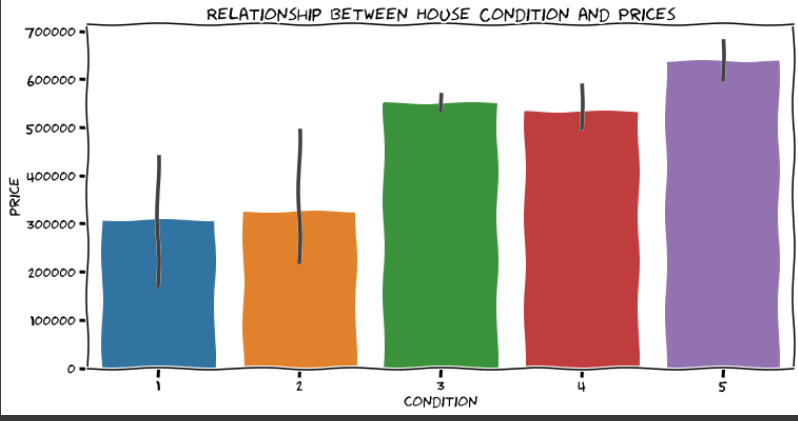 RELATIONSHIP BETWEEN HOUSE CONDITION AND PRICES
700000
600000
500000
400000
300000
200000
100000
0
PRICE
1 2 3 4 5
CONDITION